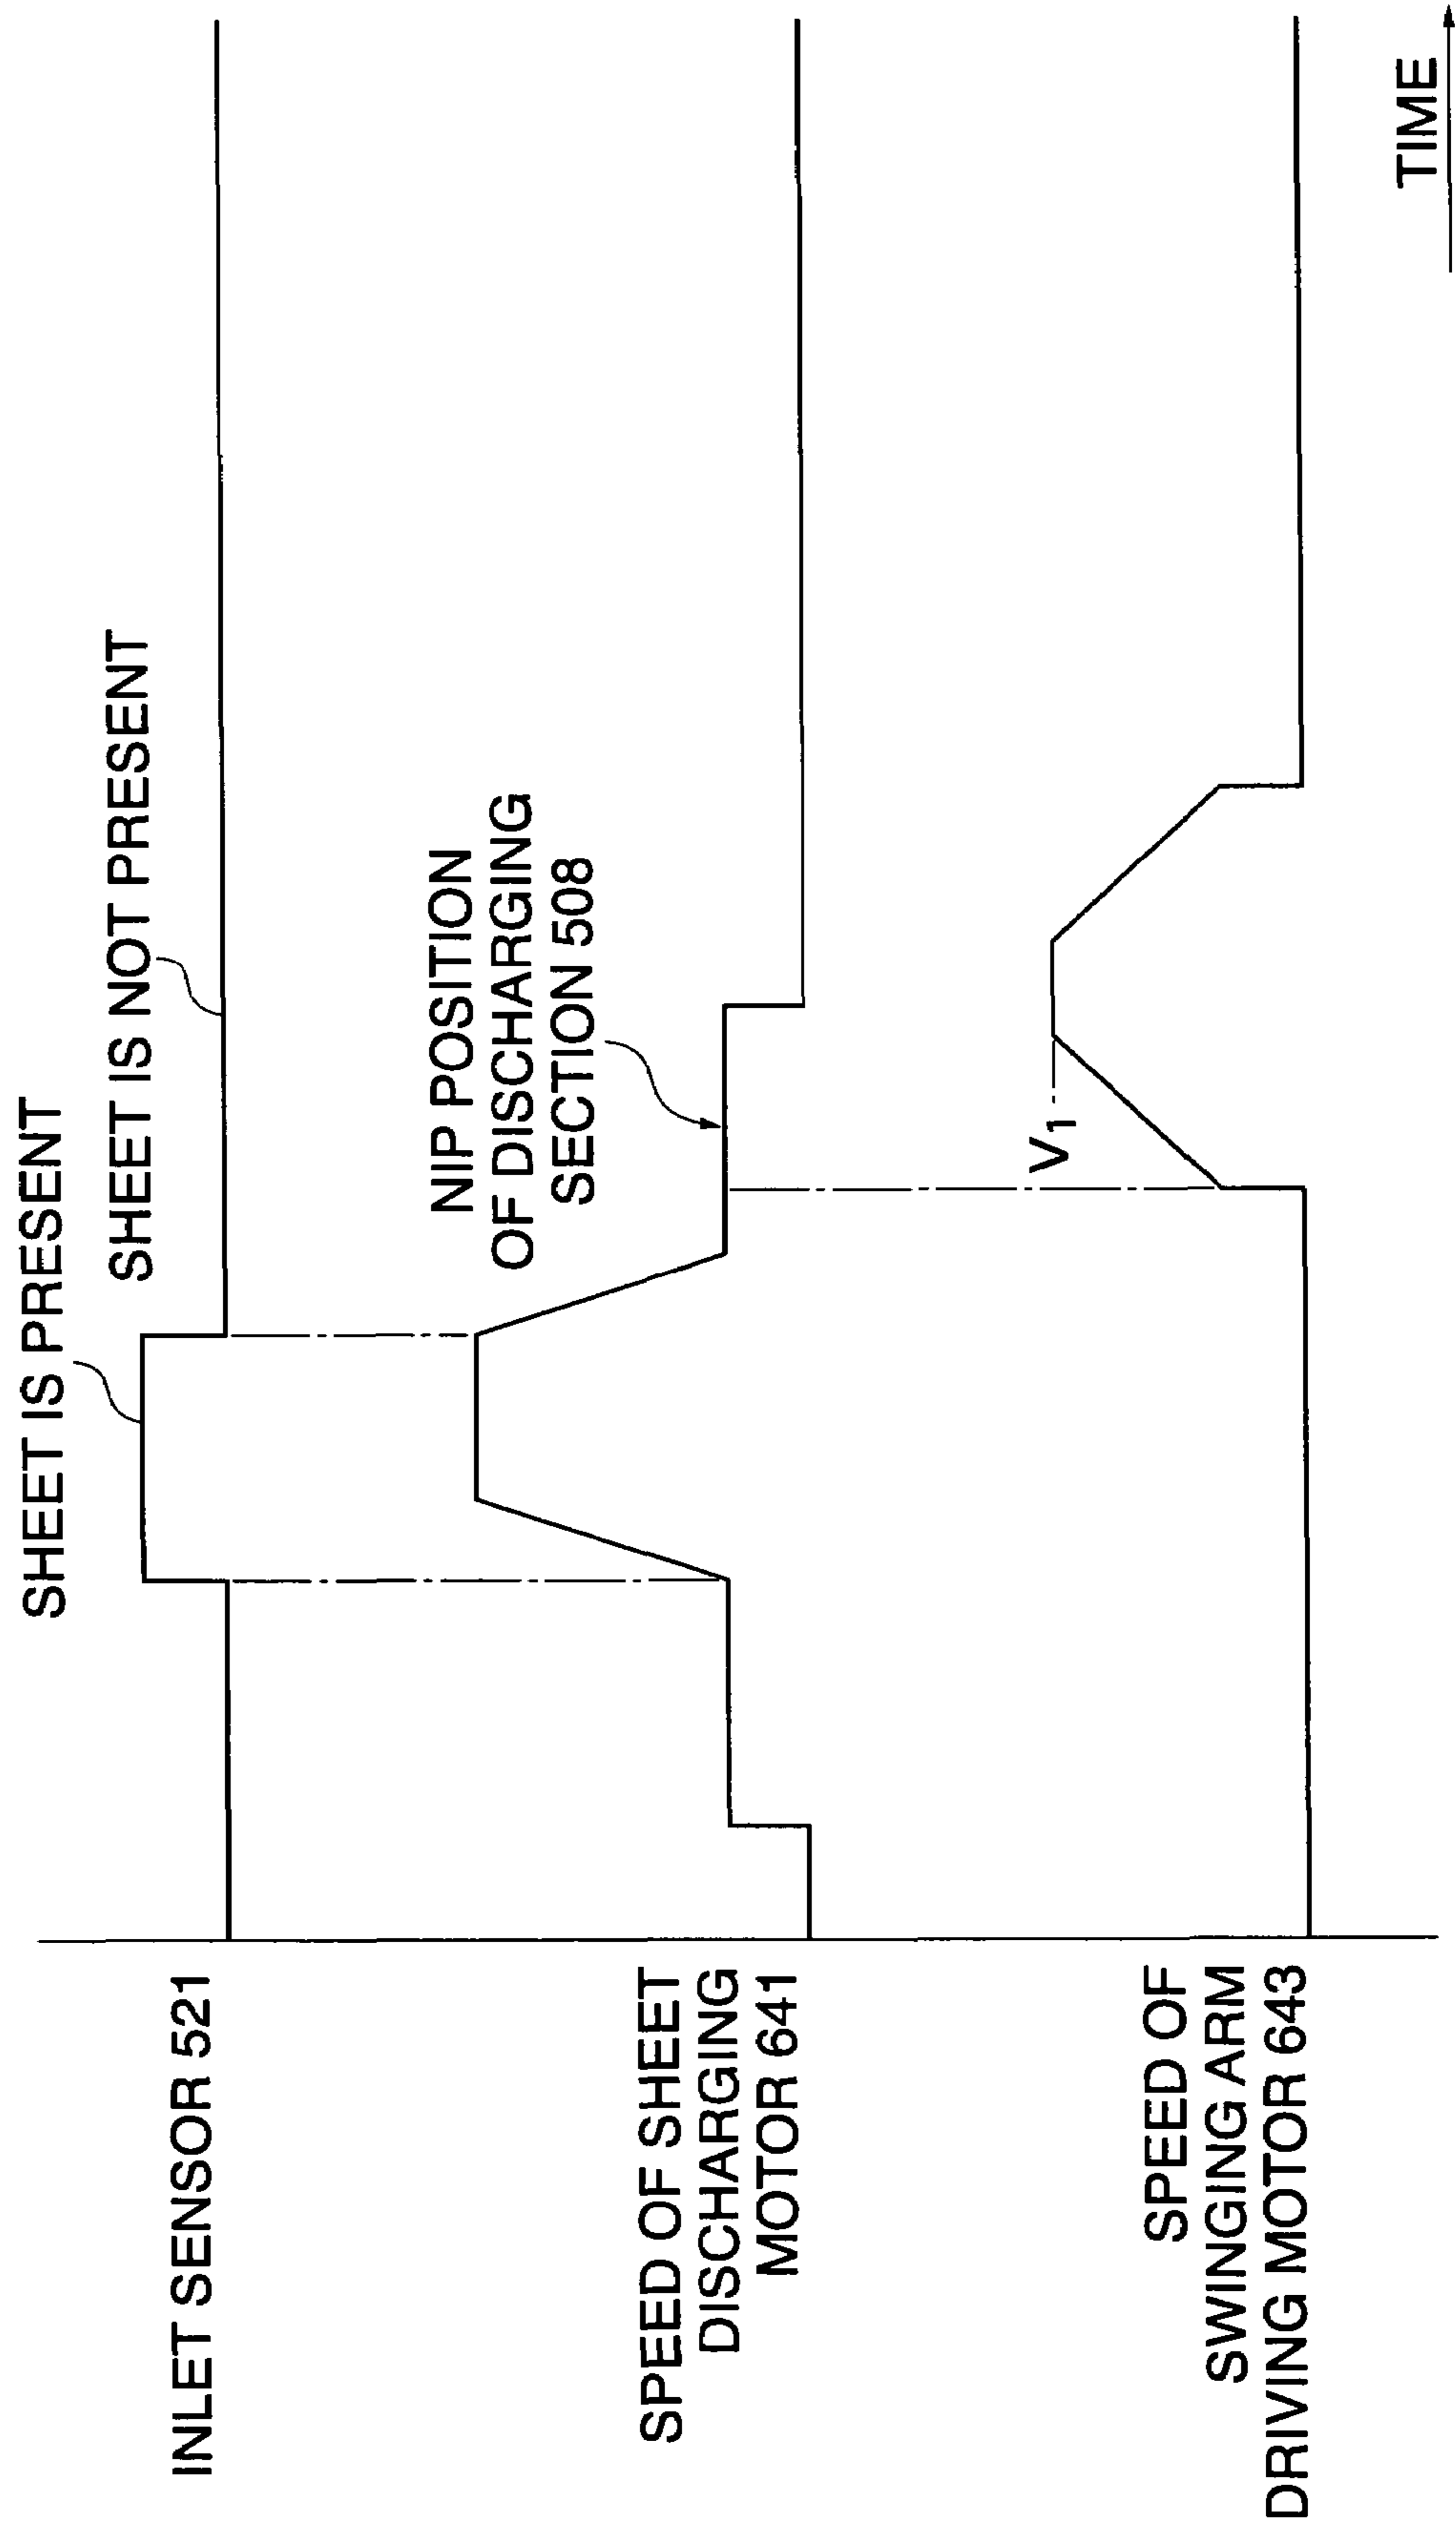 SHEET IS PRESENT
SHEET IS NOT PRESENT
INLET SENSOR 521
NIP POSITION
OF DISCHARGING
SECTION 508
SPEED OF SHEET
DISCHARGING
MOTOR 641
V1
SPEED OF
SWINGING ARM
DRIVING MOTOR 643
TIME